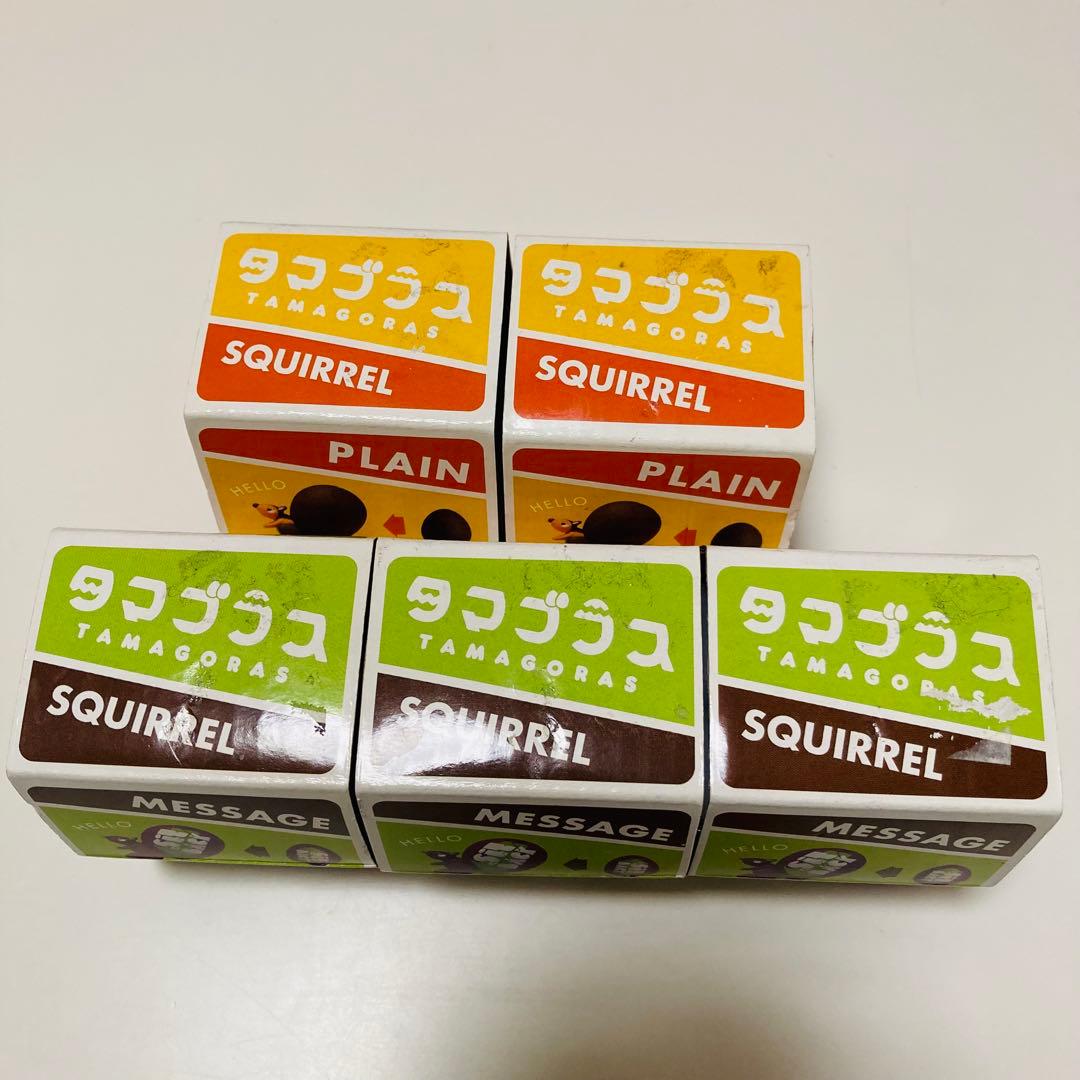 タマゴラス
TAMAGORAS
SQUIRREL
PLAIN
HELLO
タマゴラス
TAMAGORAS
SQUIRREL
PLAIN
HELLO
タマゴラス
TAMAGORAS
SQUIRREL
MESSAGE
HELLO
タマゴラス
TAMAGORAS
SQUIRREL
MESSAGE
HELLO
タマゴラス
TAMAGORAS
SQUIRREL
MESSAGE
HELLO